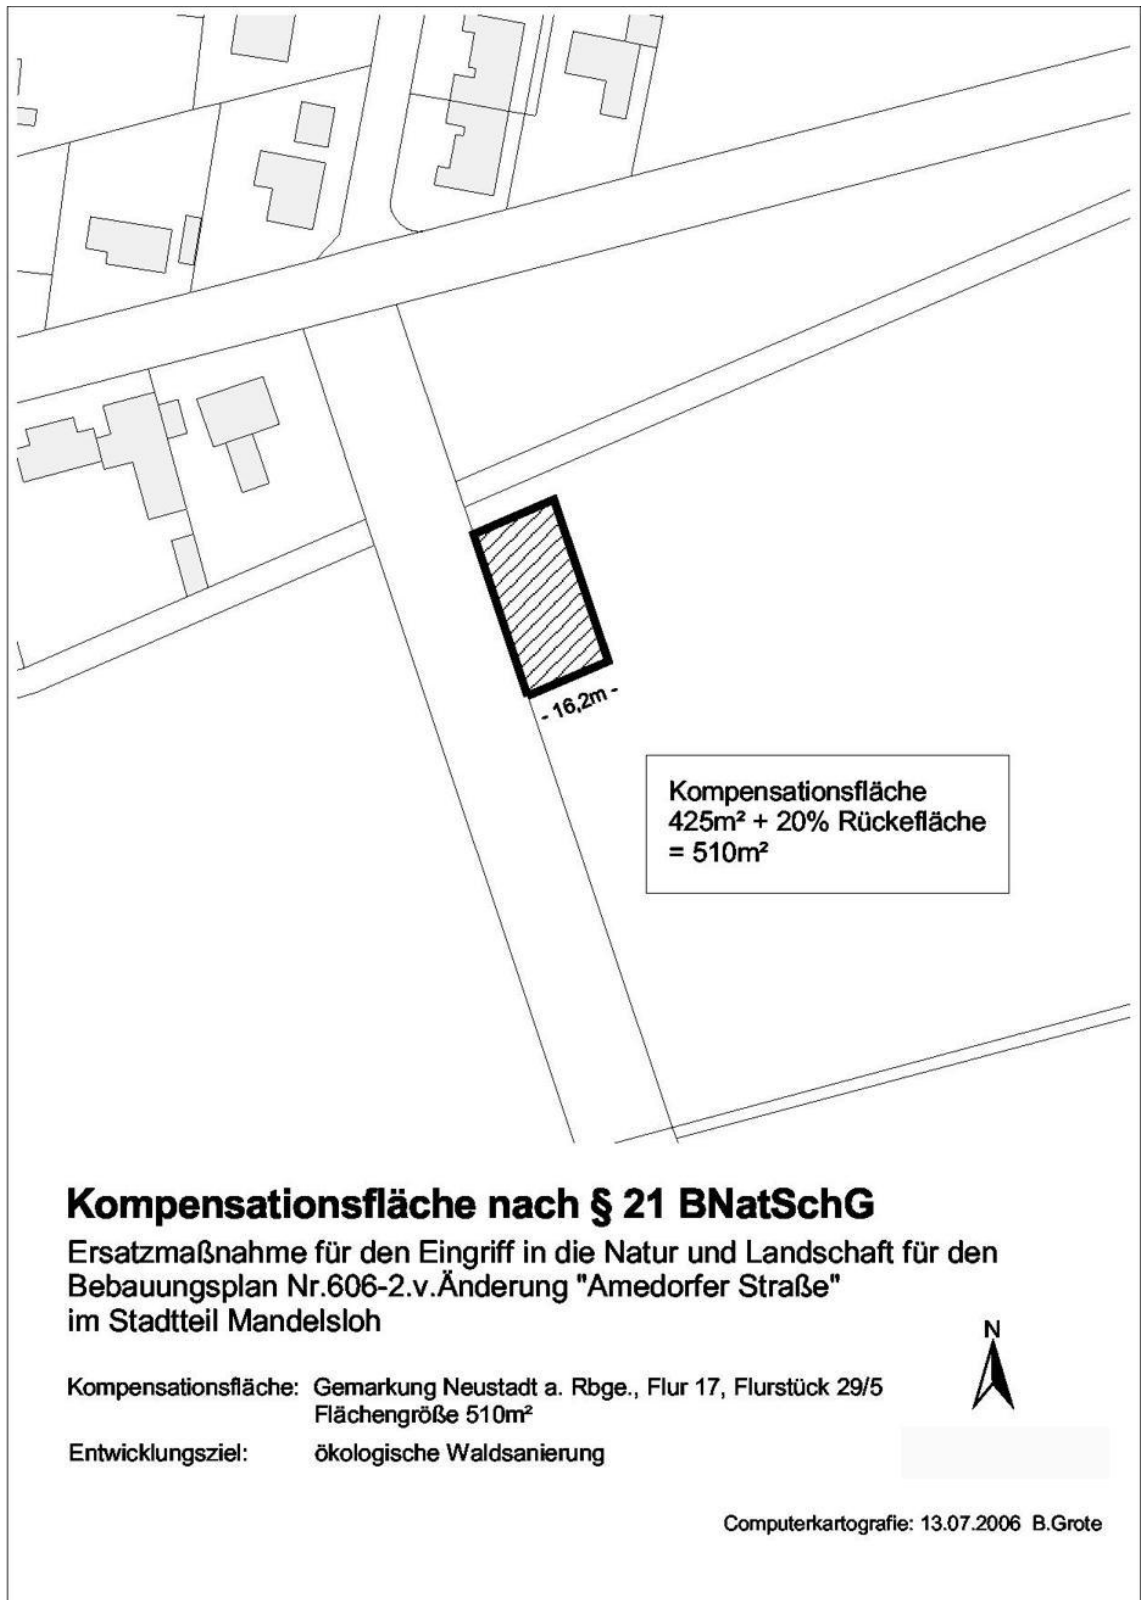 - 16,2m -
Kompensationsfläche
425m² + 20% Rückefläche
= 510m²
Kompensationsfläche nach § 21 BNatSchG
Ersatzmaßnahme für den Eingriff in die Natur und Landschaft für den
Bebauungsplan Nr.606-2.v.Änderung "Amedorfer Straße"
im Stadtteil Mandelsloh
N
Kompensationsfläche: Gemarkung Neustadt a. Rbge., Flur 17, Flurstück 29/5
Flächengröße 510m²
Entwicklungsziel: ökologische Waldsanierung
Computerkartografie: 13.07.2006 B.Grote